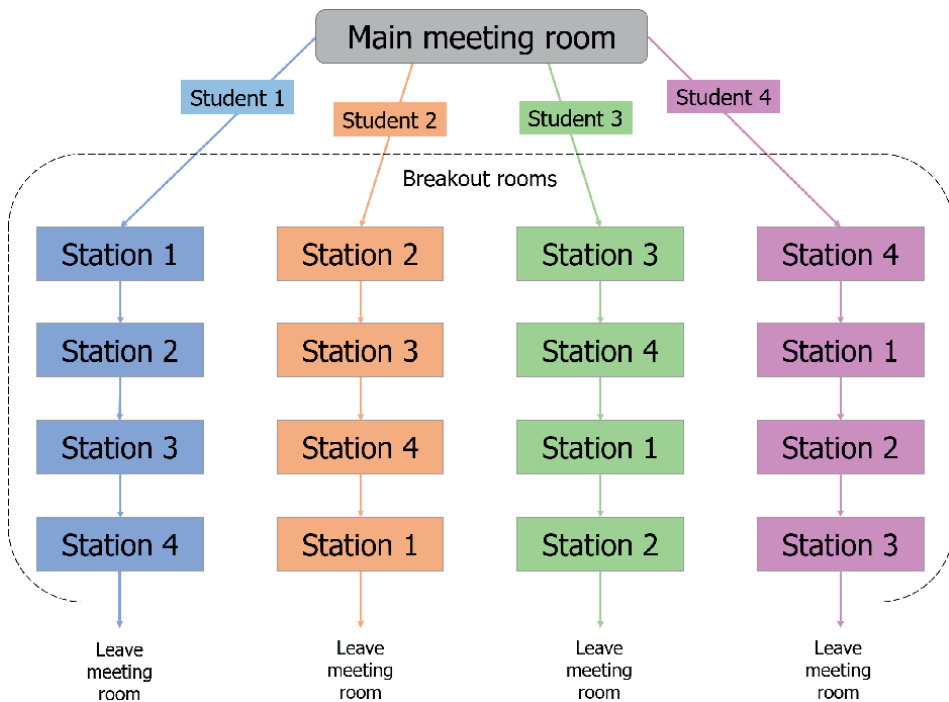 Main meeting room
Student 1
Student 2
Student 3
Student 4
Breakout rooms
Station 1
Station 2
Station 3
Station 4
Station 2
Station 3
Station 4
Station 1
Station 3
Station 4
Station 1
Station 2
Station 4
Station 1
Station 2
Station 3
Leave
meeting
room
Leave
meeting
room
Leave
meeting
room
Leave
meeting
room